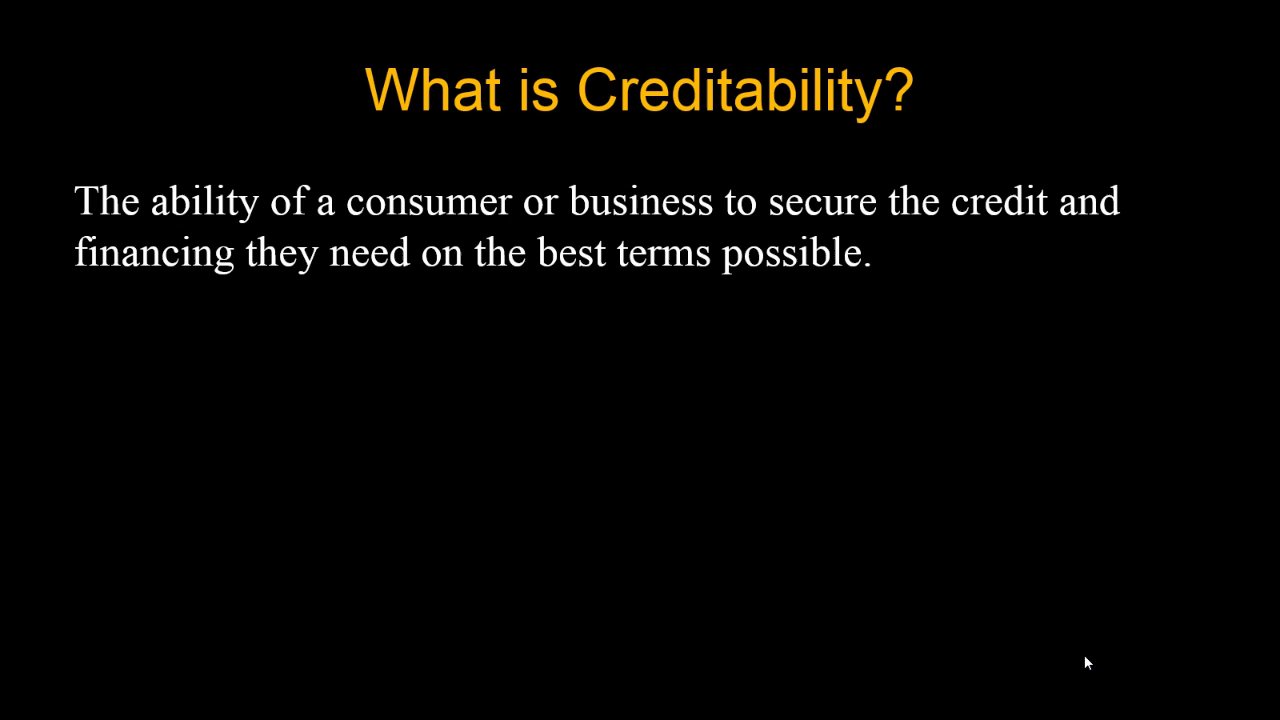 What is Creditability?
The ability of a consumer or business to secure the credit and
financing they need on the best terms possible.